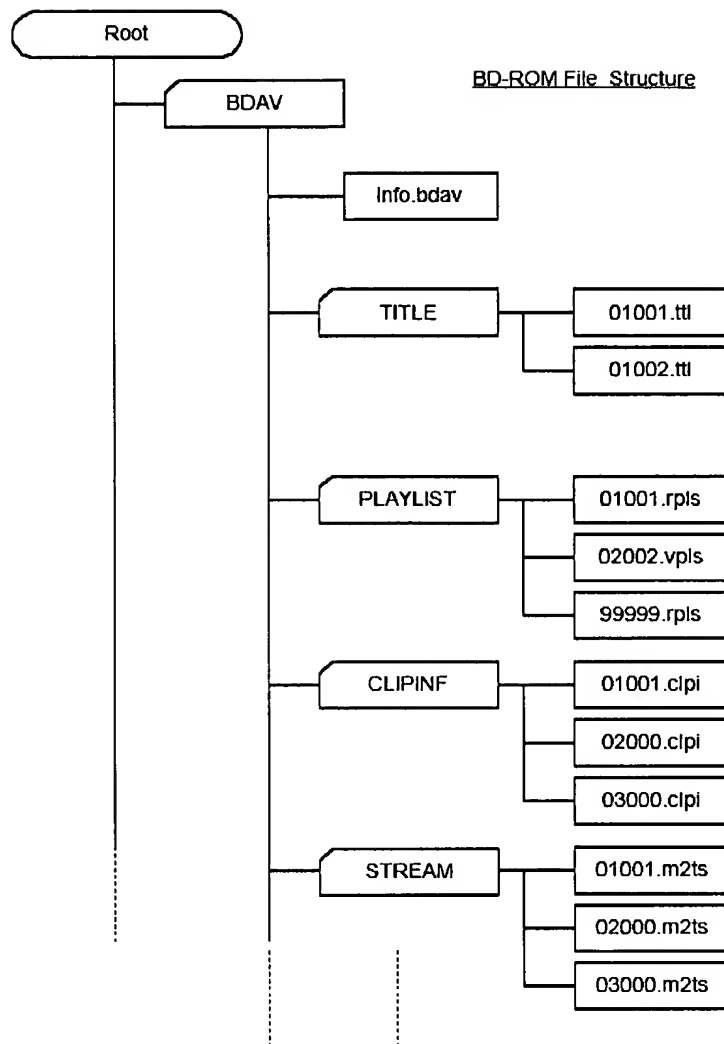 Root
BD-ROM File Structure
BDAV
Info.bdav
TITLE
01001.ttl
01002.ttl
PLAYLIST
01001.rpls
02002.vpls
99999.rpls
CLIPINF
01001.clpi
02000.clpi
03000.clpi
STREAM
01001.m2ts
02000.m2ts
03000.m2ts